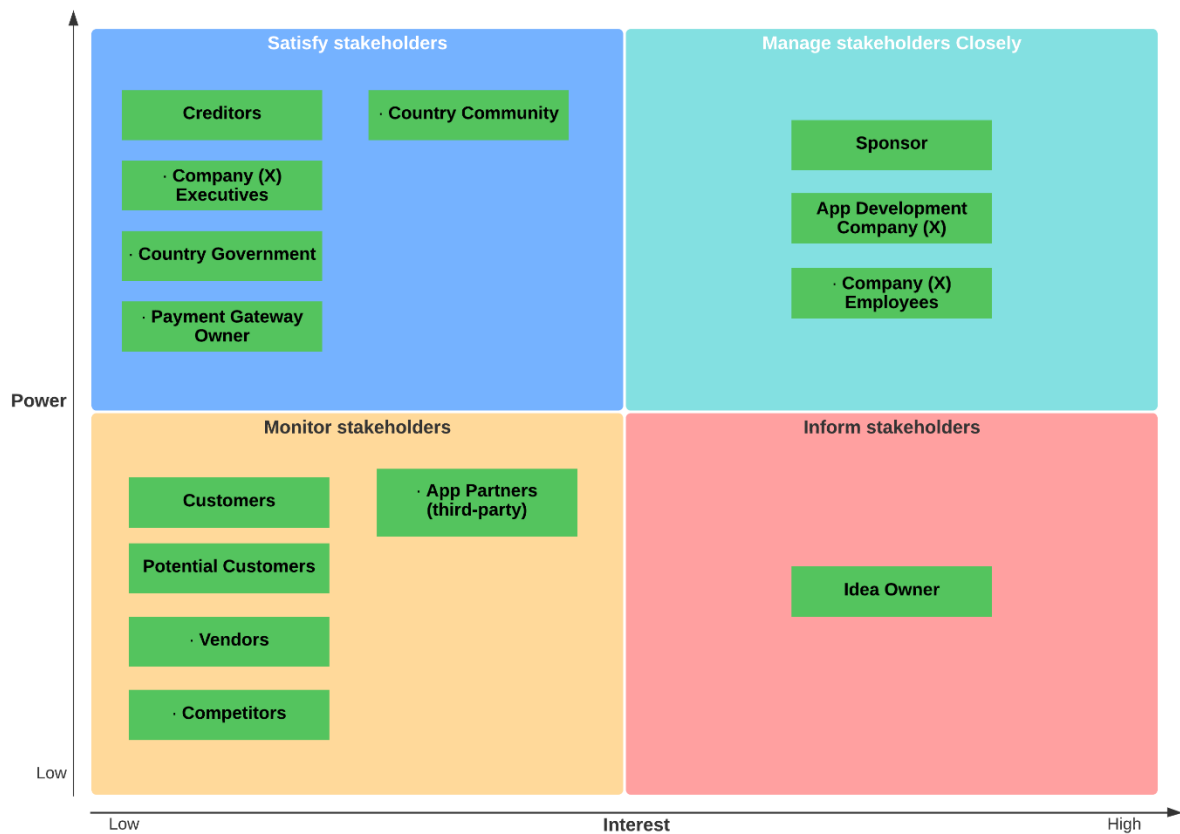 Satisfy stakeholders
Manage stakeholders Closely
Creditors
· Country Community
· Company (X)
Executives
· Country Government
· Payment Gateway
Owner
Sponsor
App Development
Company (X)
· Company (X)
Employees
Power
Monitor stakeholders
Inform stakeholders
Customers
· App Partners
(third-party)
Potential Customers
· Vendors
· Competitors
Idea Owner
Low
Low
Interest
High